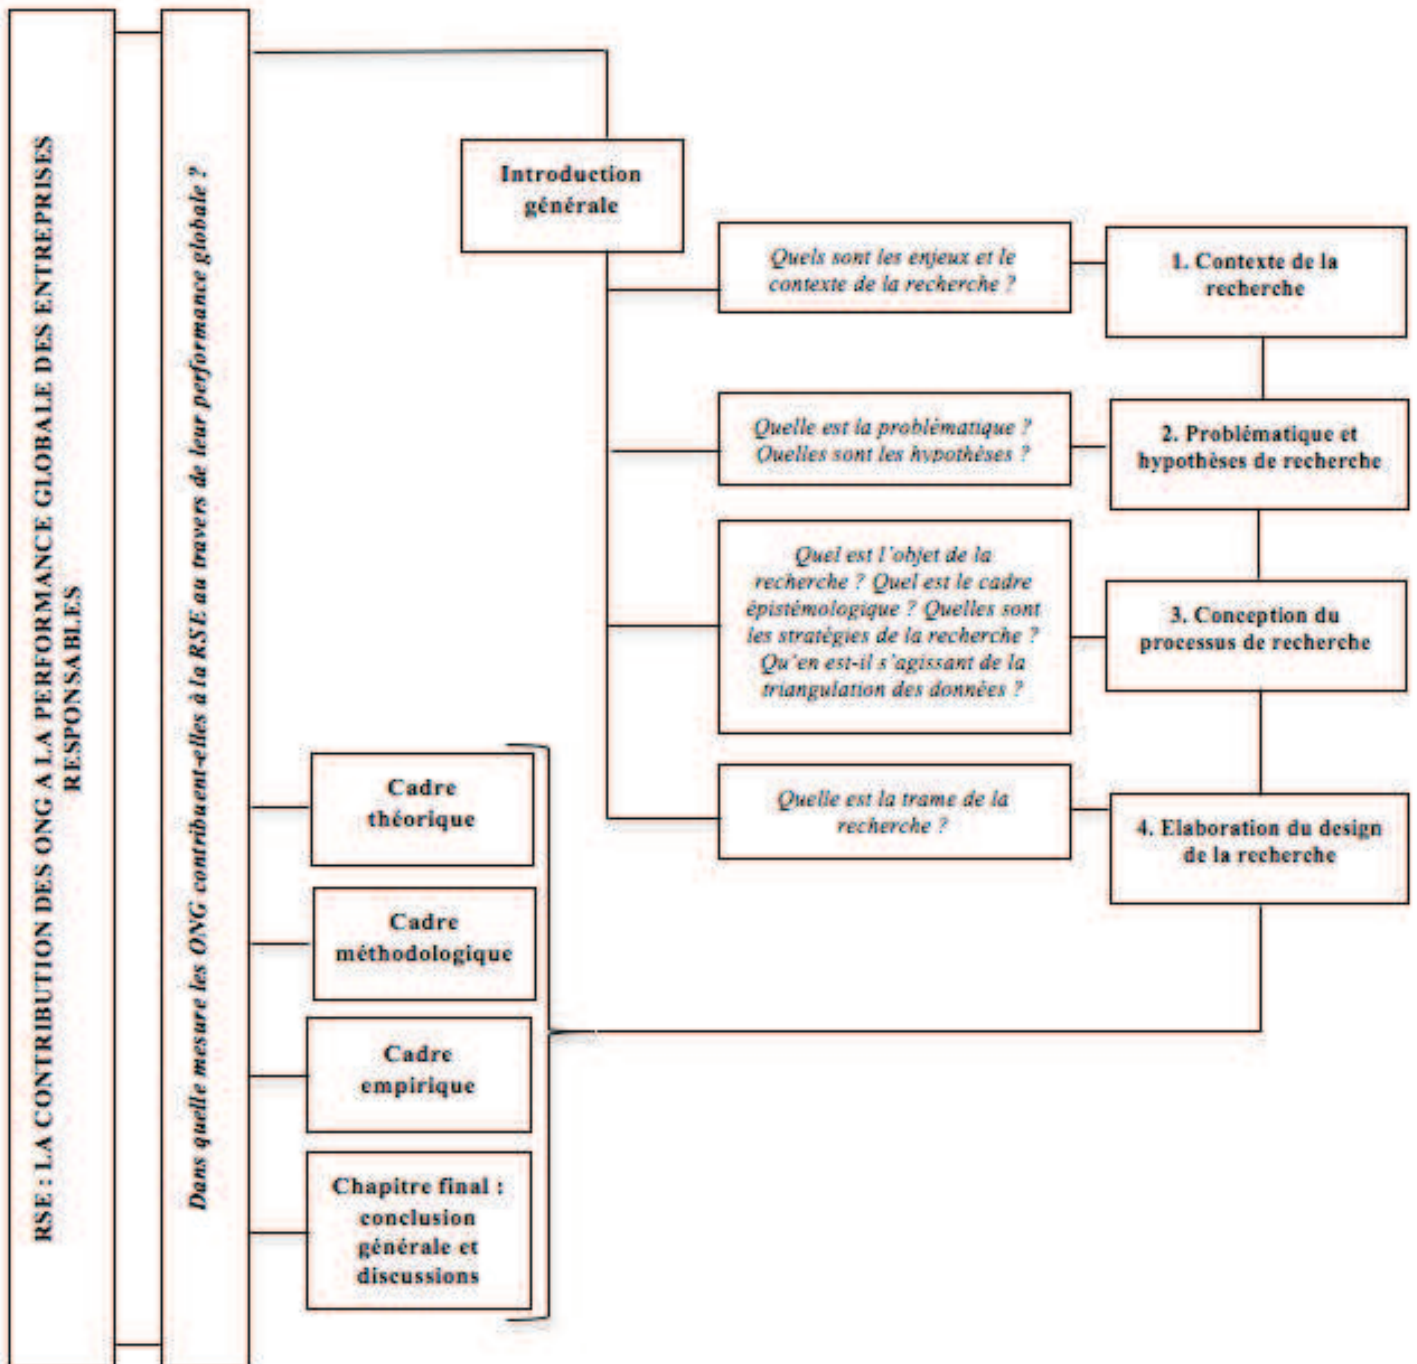 RSE : LA CONTRIBUTION DES ONG A LA PERFORMANCE GLOBALE DES ENTREPRISES
RESPONSABLES
Dans quelle mesure les ONG contribuent-elles à la RSE au travers de leur performance globale ?
Introduction
générale
Quels sont les enjeux et le
contexte de la recherche ?
1. Contexte de la
recherche
Quelle est la problématique ?
Quelles sont les hypothèses ?
2. Problématique et
hypothèses de recherche
Quel est l'objet de la
recherche ? Quel est le cadre
épistémologique ? Quelles sont
les stratégies de la recherche ?
Qu'en est-il s'agissant de la
triangulation des données ?
3. Conception du
processus de recherche
Quelle est la trame de la
recherche ?
4. Elaboration du design
de la recherche
Cadre
théorique
Cadre
méthodologique
Cadre
empirique
Chapitre final :
conclusion
générale et
discussions